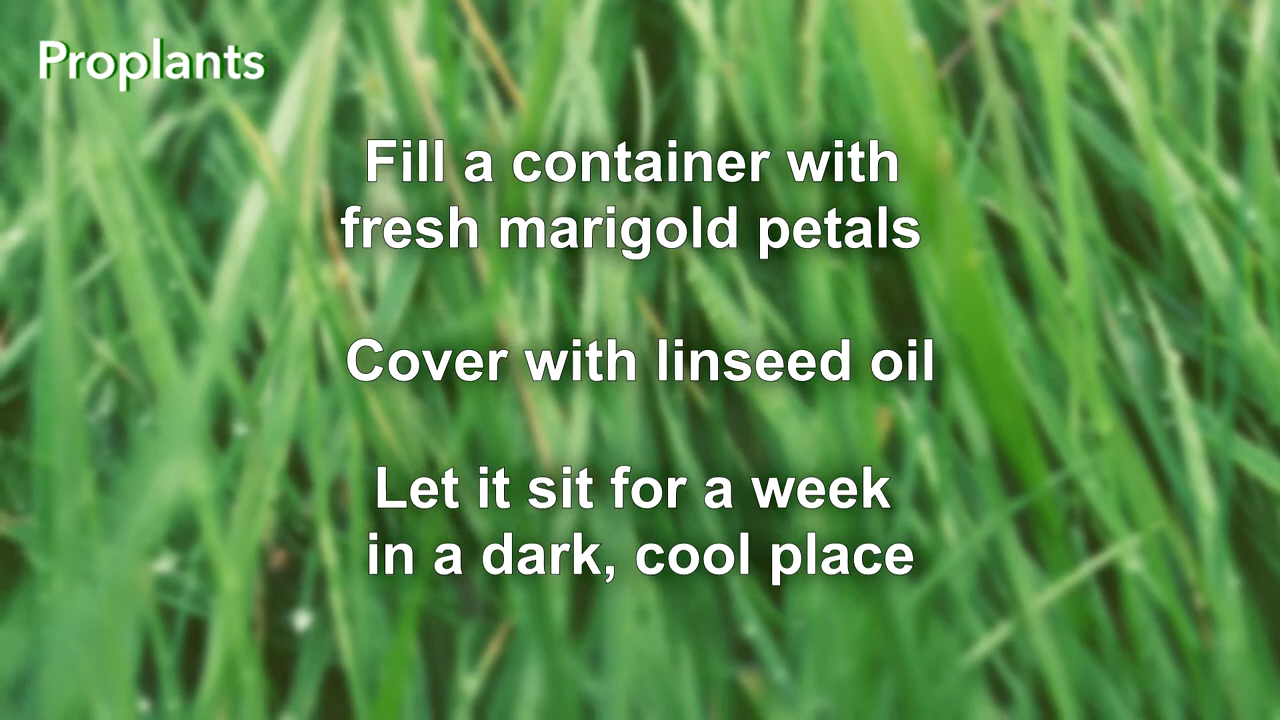 Proplants
Fill a container with
fresh marigold petals
Cover with linseed oil
Let it sit for a week
in a dark, cool place